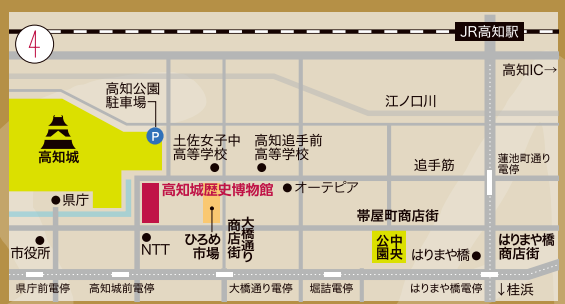 4
JR高知駅
高知IC→
高知公園
駐車場
P
江ノ口川
高知城
土佐女子中
高等学校
高知追手前
高等学校
追手筋
蓮池町通り
電停
高知城歴史博物館
オーテピア
県庁
帯屋町商店街
大橋通り
商店街
ひろめ
市場
中央
公園
はりまや橋
はりまや橋
商店街
市役所
NTT
県庁前電停
高知城前電停
大橋通り電停
堀詰電停
はりまや橋電停
↓桂浜